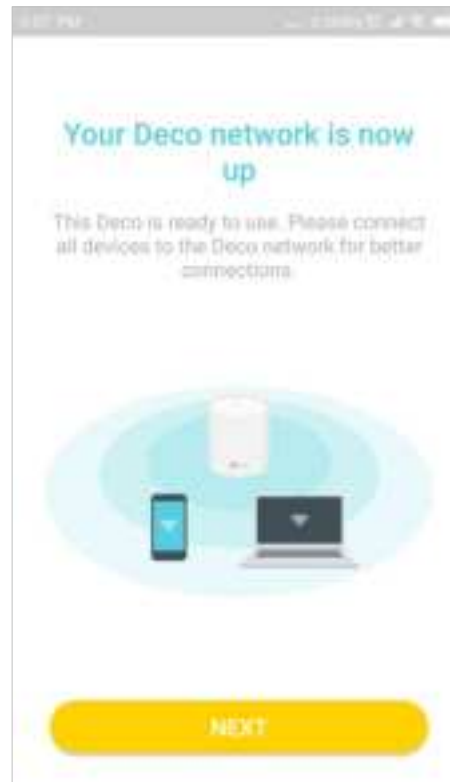 Your Deco network is now
up
This Deco is ready to use. Please connect
all devices to the Deco network for better
connections.
NEXT